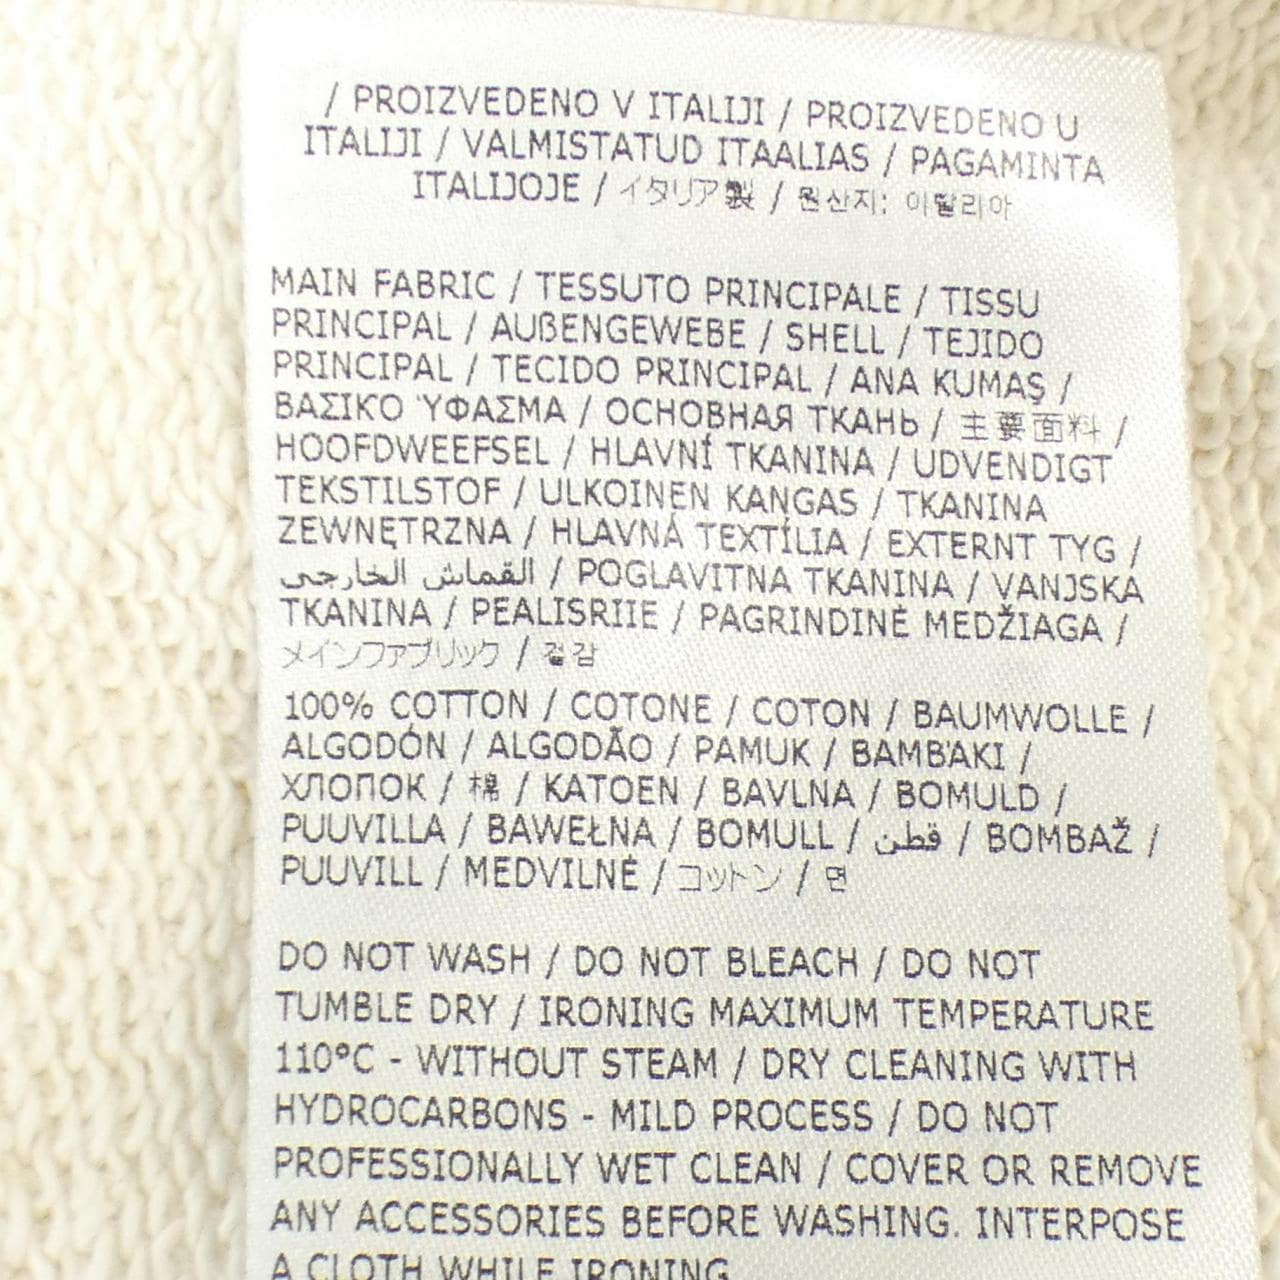 / PROIZVEDENO V ITALIJI / PROIZVEDENO U
ITALIJI / VALMISTATUD ITAALIAS / PAGAMINTA
ITALIJOJE / イタリア製 / 원산지: 이탈리아
MAIN FABRIC / TESSUTO PRINCIPALE / TISSU
PRINCIPAL / AUßENGEWEBE / SHELL / TEJIDO
PRINCIPAL / TECIDO PRINCIPAL / ANA KUMAŞ /
ΒΑΣΙΚΟ ΎΦΑΣΜΑ / ОСНОВНАЯ ТКАНЬ / 主要面料 /
HOOFDWEEFSEL / HLAVNÍ TKANINA / UDVENDIGT
TEKSTILSTOF / ULKOINEN KANGAS / TKANINA
ZEWNĘTRZNA / HLAVNÁ TEXTÍLIA / EXTERNT TYG /
القماش الخارجي / POGLAVITNA TKANINA / VANJSKA
TKANINA / PEALISRIIE / PAGRINDINĖ MEDŽIAGA /
メインファブリック / 겉감
100% COTTON / COTONE / COTON / BAUMWOLLE /
ALGODÓN / ALGODÃO / PAMUK / ΒΑΜΒΆΚΙ /
ХЛОПОК / 棉 / KATOEN / BAVLNA / BOMULD /
PUUVILLA / BAWEŁNA / BOMULL / قطن / BOMBAŽ /
PUUVILL / MEDVILNĖ / コットン / 면
DO NOT WASH / DO NOT BLEACH / DO NOT
TUMBLE DRY / IRONING MAXIMUM TEMPERATURE
110°C - WITHOUT STEAM / DRY CLEANING WITH
HYDROCARBONS - MILD PROCESS / DO NOT
PROFESSIONALLY WET CLEAN / COVER OR REMOVE
ANY ACCESSORIES BEFORE WASHING. INTERPOSE
A CLOTH WHILE IRONING.